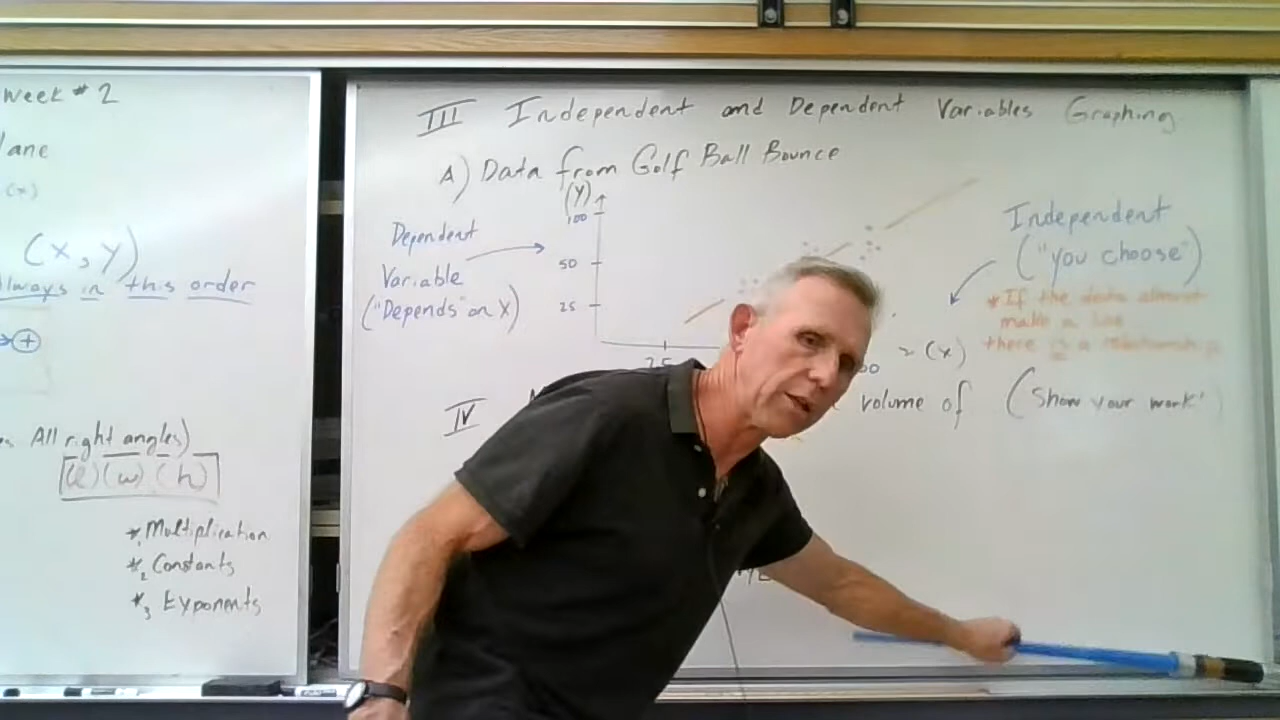 Week # 2
lane
(x)
(x, y)
Always in this order
→ +
All right angles)
(l)(w)(h)
*1 Multiplication
*2 Constants
*3 Exponents
III Independent and Dependent Variables Graphing
A) Data from Golf Ball Bounce
(Y)
100
50
25
25
Dependent
Variable
("Depends" on X)
Independent
("you choose")
(x)
* If the data almost
make a line
there is a relationship
IV
volume of (Show your work!